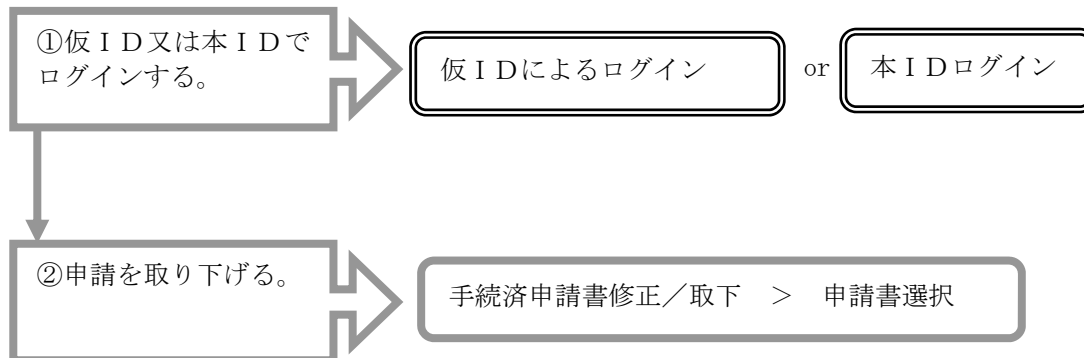 ①仮ＩＤ又は本ＩＤで
ログインする。
仮ＩＤによるログイン
or
本ＩＤログイン
②申請を取り下げる。
手続済申請書修正／取下　＞　申請書選択